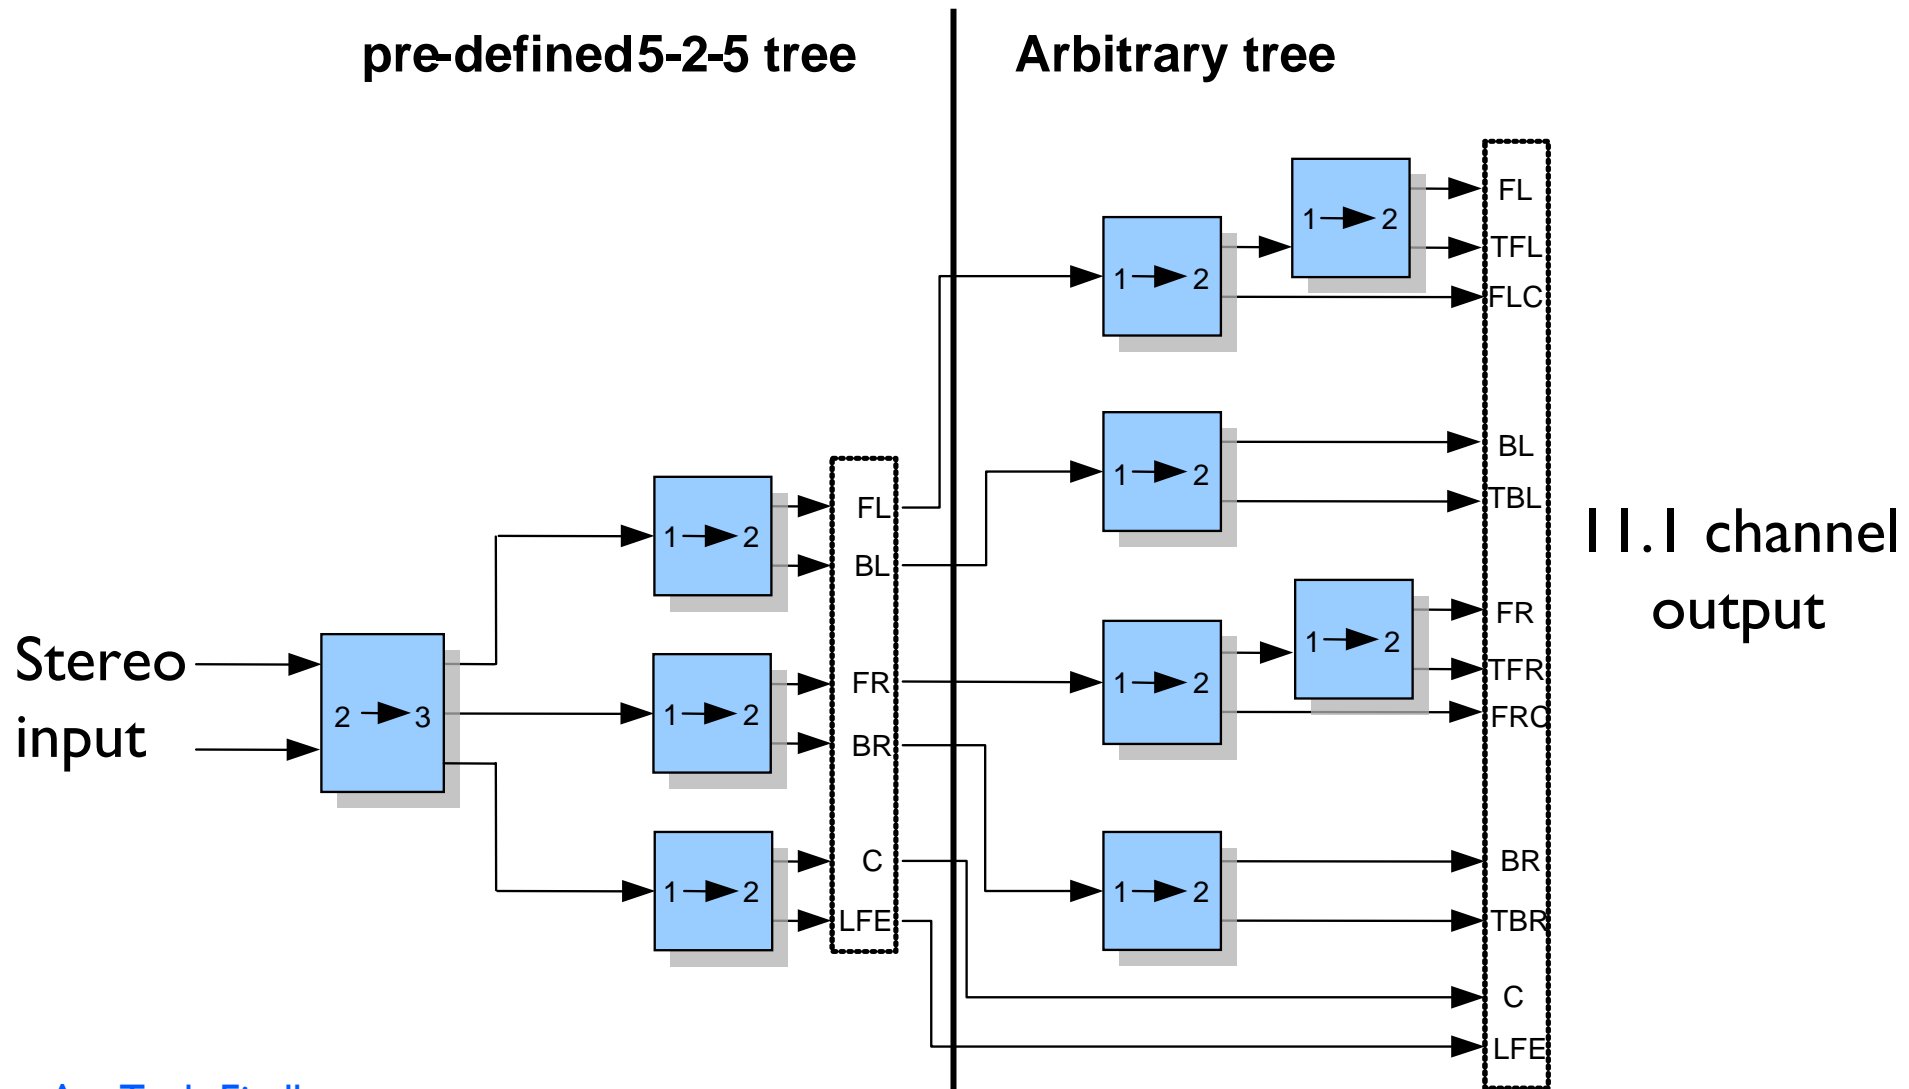 pre-defined 5-2-5 tree
Arbitrary tree
Stereo
input
2 3
1 2
1 2
1 2
FL
BL
FR
BR
C
LFE
1 2
1 2
1 2
1 2
1 2
1 2
FL
TFL
FLC
BL
TBL
FR
TFR
FRC
BR
TBR
C
LFE
11.1 channel
output